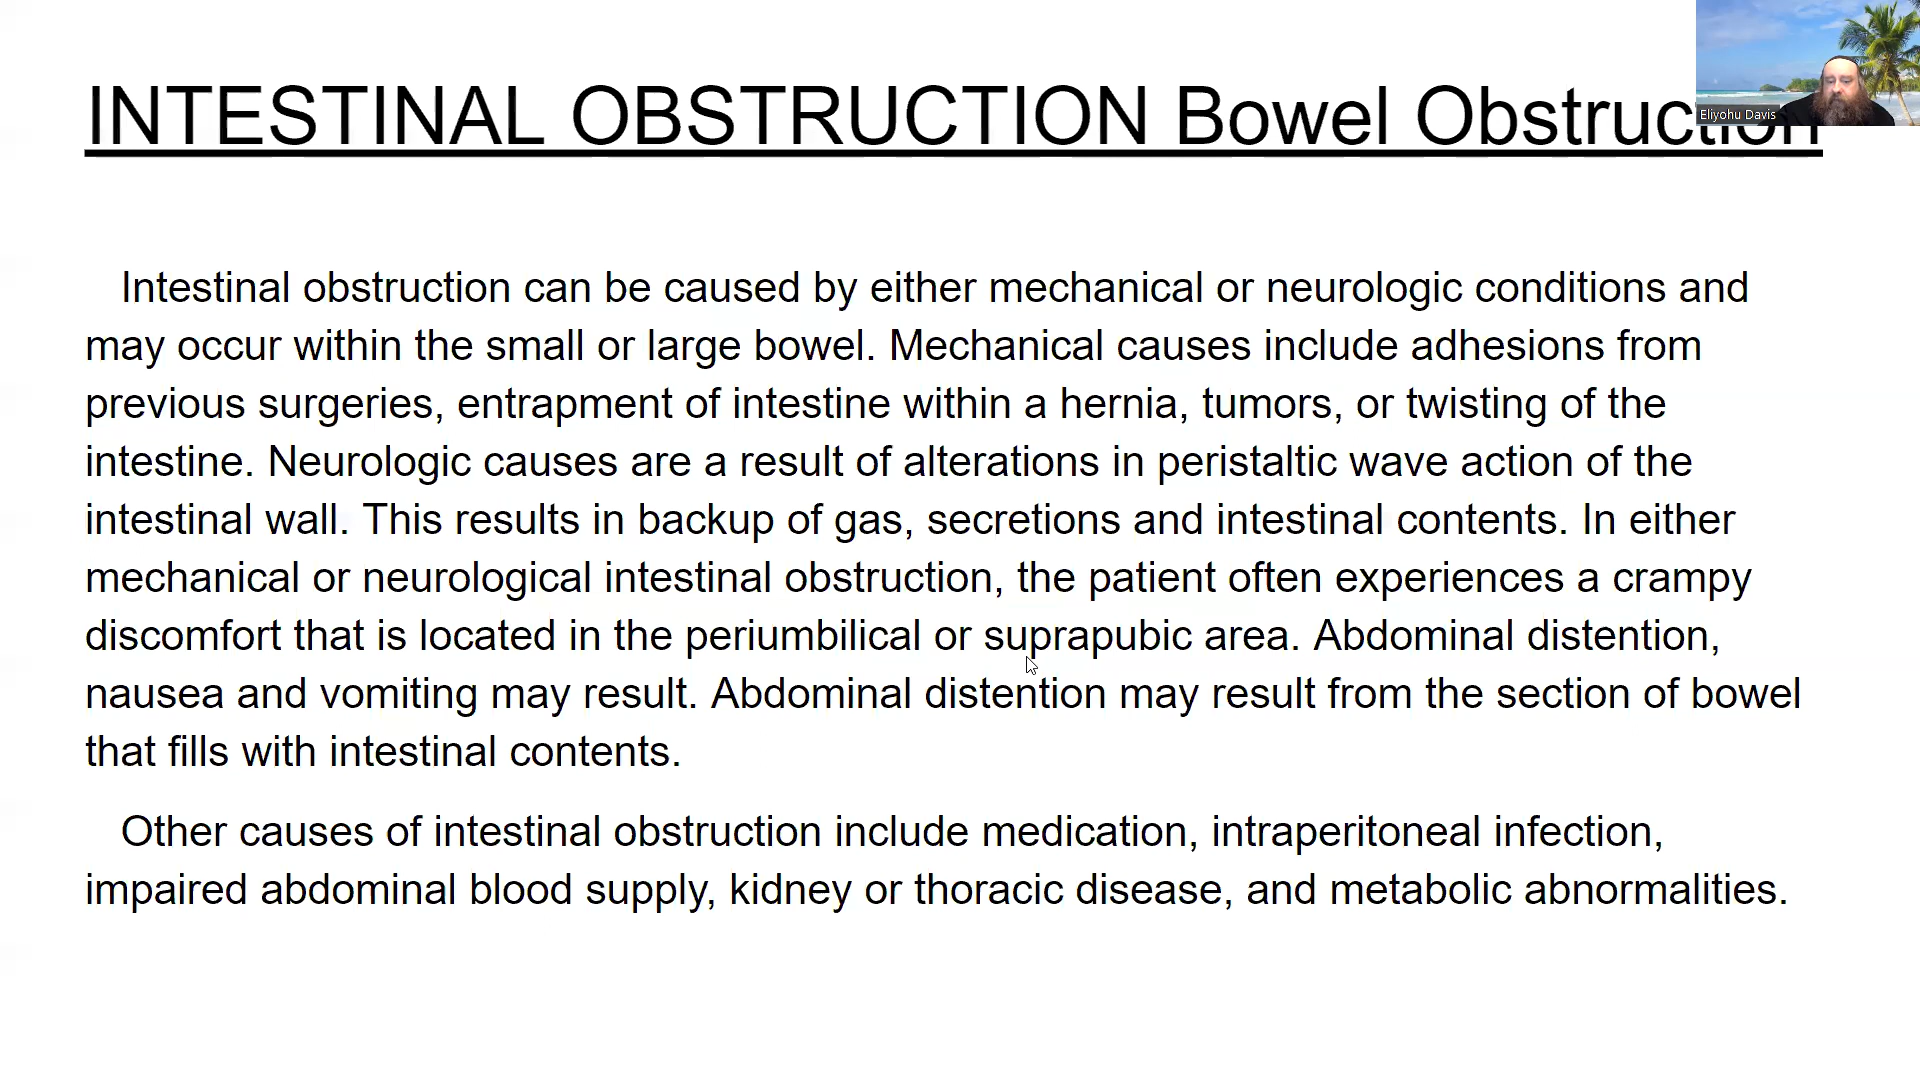 INTESTINAL OBSTRUCTION Bowel Obstruction
Eliyohu Davis
Intestinal obstruction can be caused by either mechanical or neurologic conditions and
may occur within the small or large bowel. Mechanical causes include adhesions from
previous surgeries, entrapment of intestine within a hernia, tumors, or twisting of the
intestine. Neurologic causes are a result of alterations in peristaltic wave action of the
intestinal wall. This results in backup of gas, secretions and intestinal contents. In either
mechanical or neurological intestinal obstruction, the patient often experiences a crampy
discomfort that is located in the periumbilical or suprapubic area. Abdominal distention,
nausea and vomiting may result. Abdominal distention may result from the section of bowel
that fills with intestinal contents.
Other causes of intestinal obstruction include medication, intraperitoneal infection,
impaired abdominal blood supply, kidney or thoracic disease, and metabolic abnormalities.